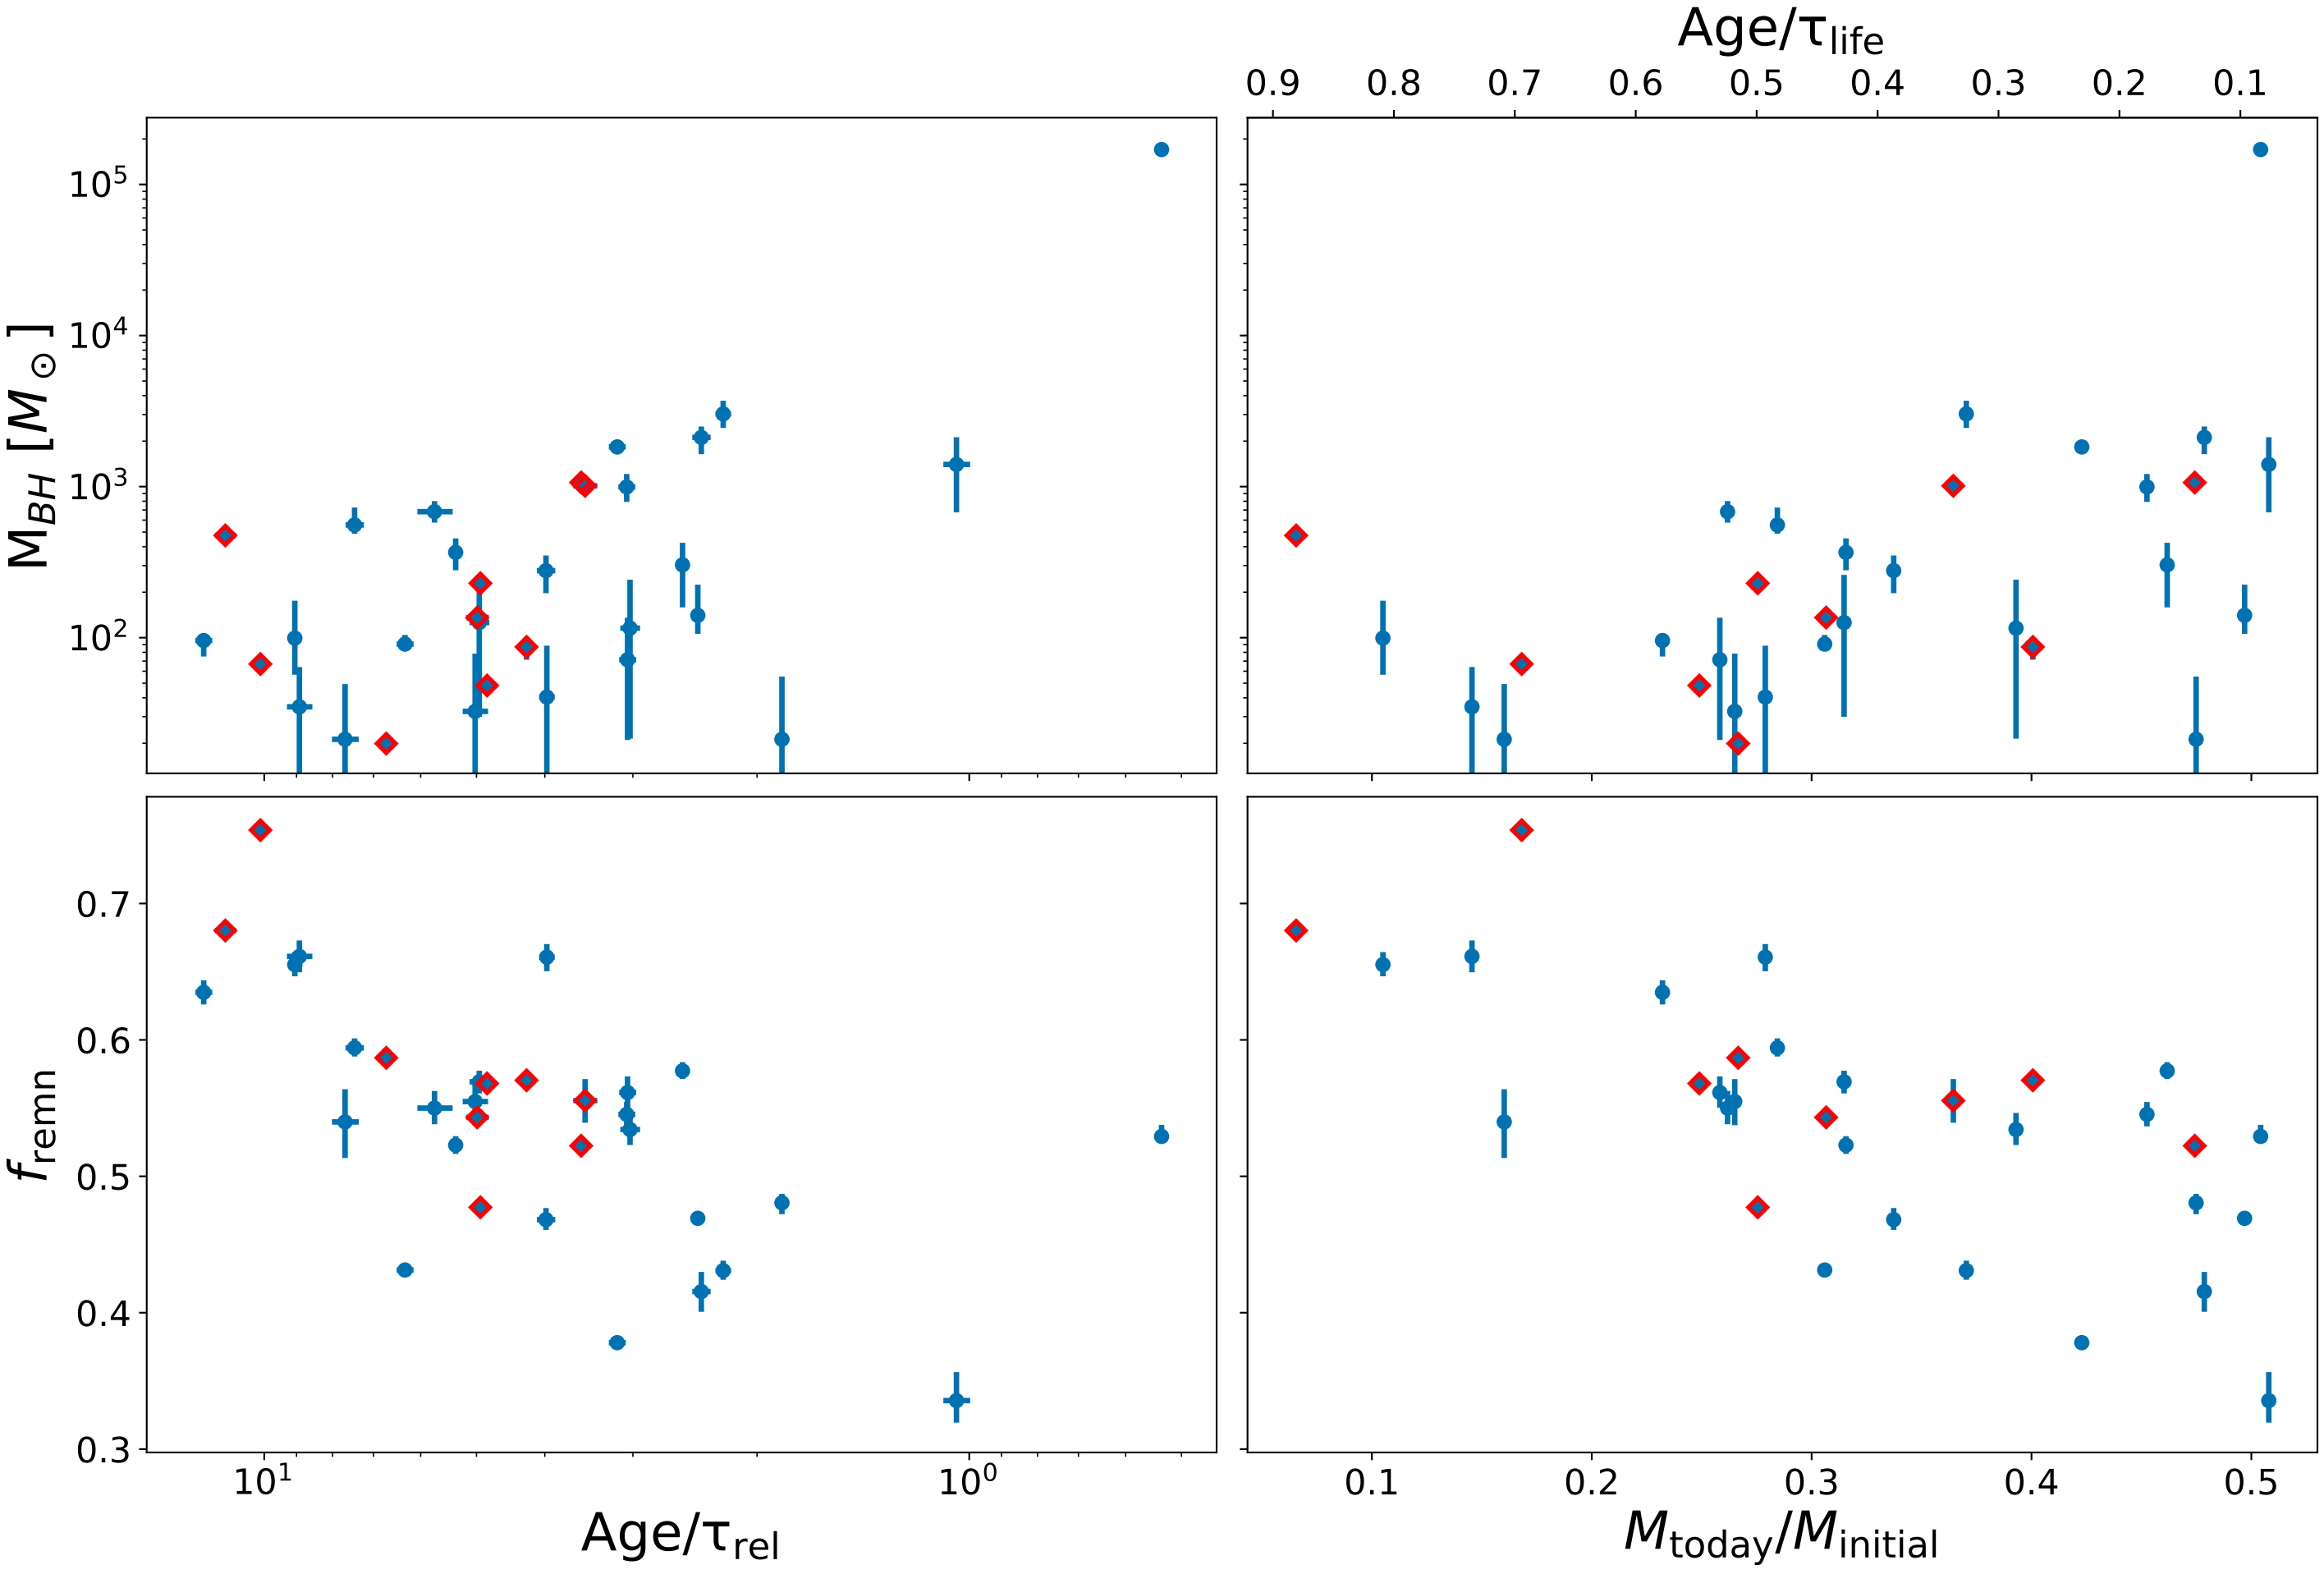 Age/τ_life
0.9 0.8 0.7 0.6 0.5 0.4 0.3 0.2 0.1
M_BH [M_⊙]
10^5
10^4
10^3
10^2
f_remn
0.7
0.6
0.5
0.4
0.3
10^1 10^0
0.1 0.2 0.3 0.4 0.5
Age/τ_rel
M_today/M_initial